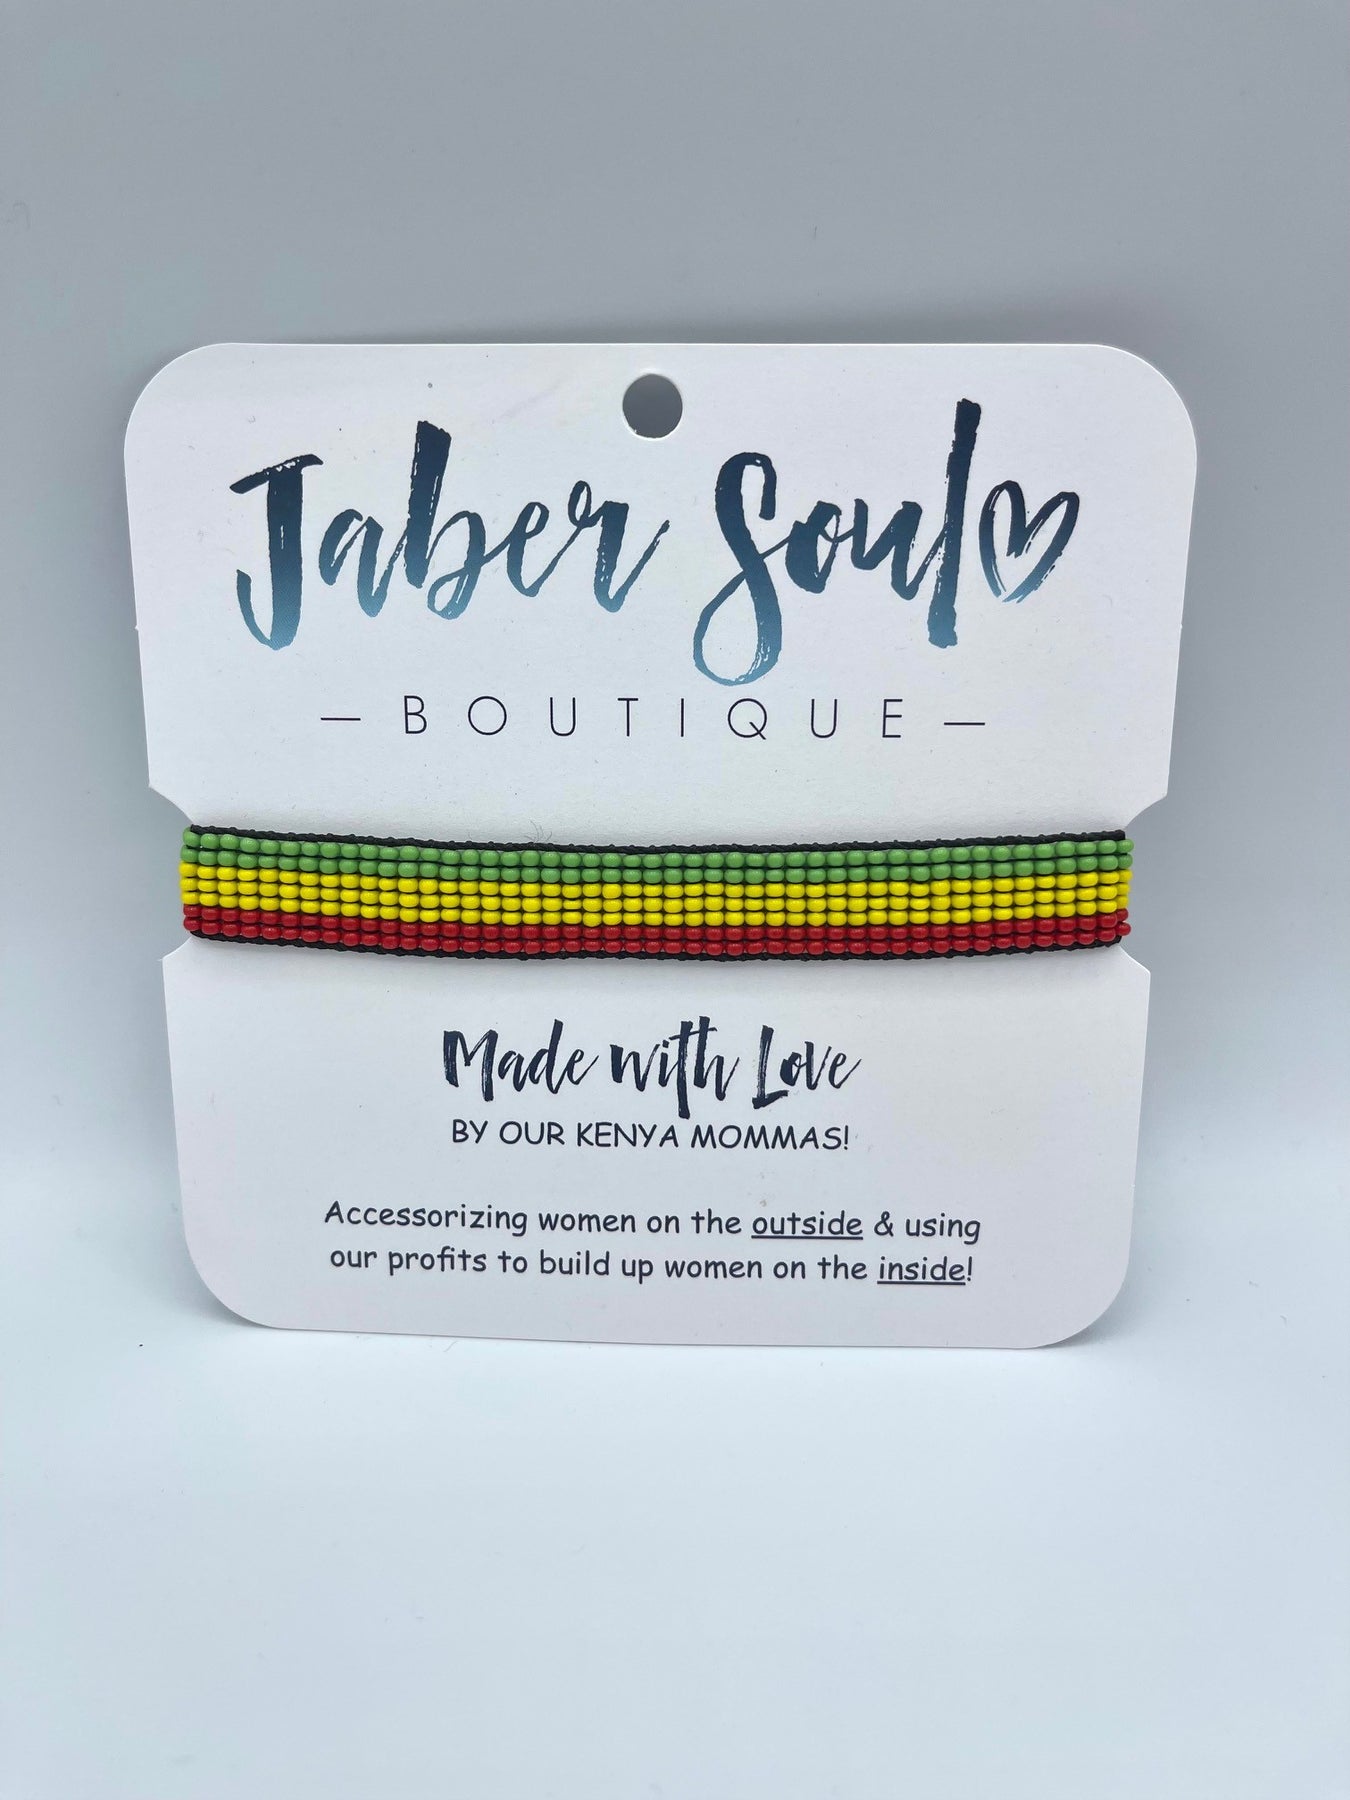 Jaber Soul
— BOUTIQUE —
Made with Love
BY OUR KENYA MOMMAS!
Accessorizing women on the outside & using
our profits to build up women on the inside!